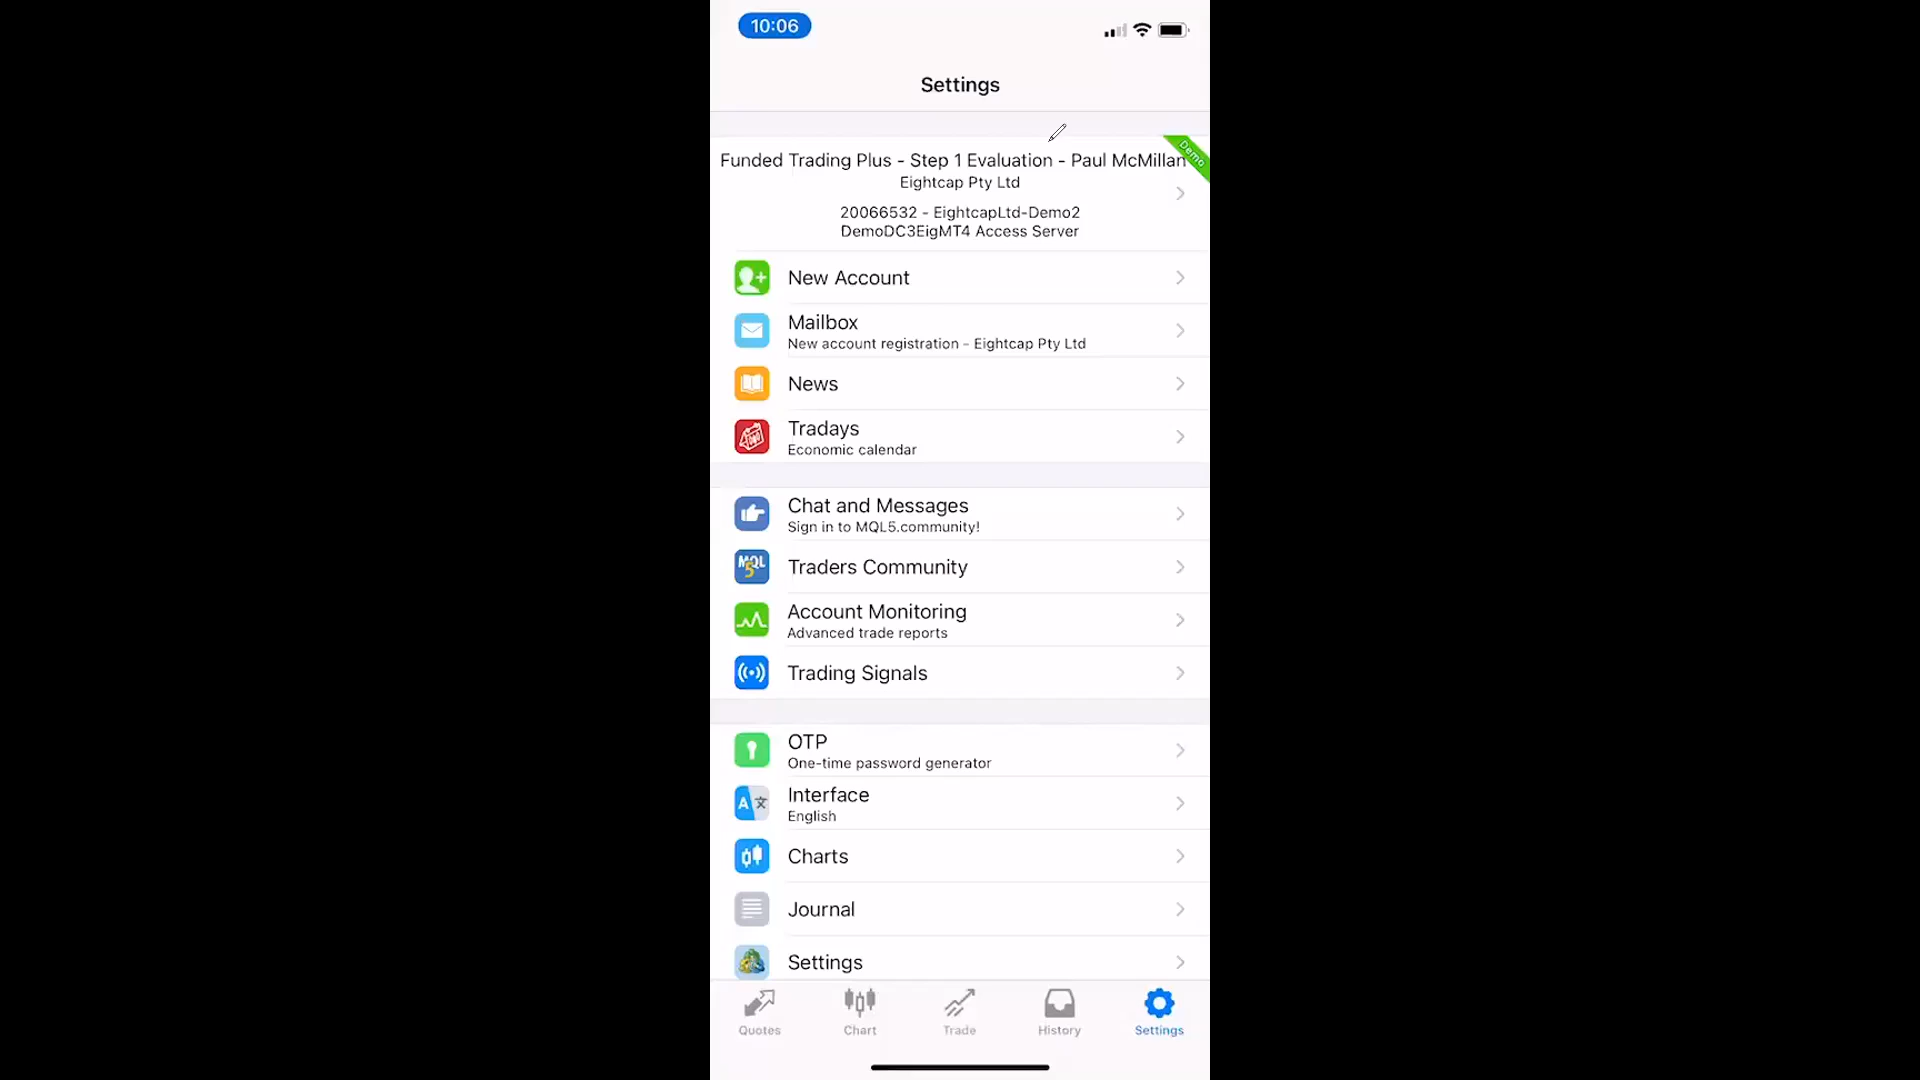 10:06
Settings
Demo
Funded Trading Plus - Step 1 Evaluation - Paul McMillan
Eightcap Pty Ltd
20066532 - EightcapLtd-Demo2
DemoDC3EigMT4 Access Server
New Account
Mailbox
New account registration - Eightcap Pty Ltd
News
Tradays
Economic calendar
Chat and Messages
Sign in to MQL5.community!
MQL
5
Traders Community
Account Monitoring
Advanced trade reports
Trading Signals
OTP
One-time password generator
A 文
Interface
English
Charts
Journal
Settings
Quotes
Chart
Trade
History
Settings